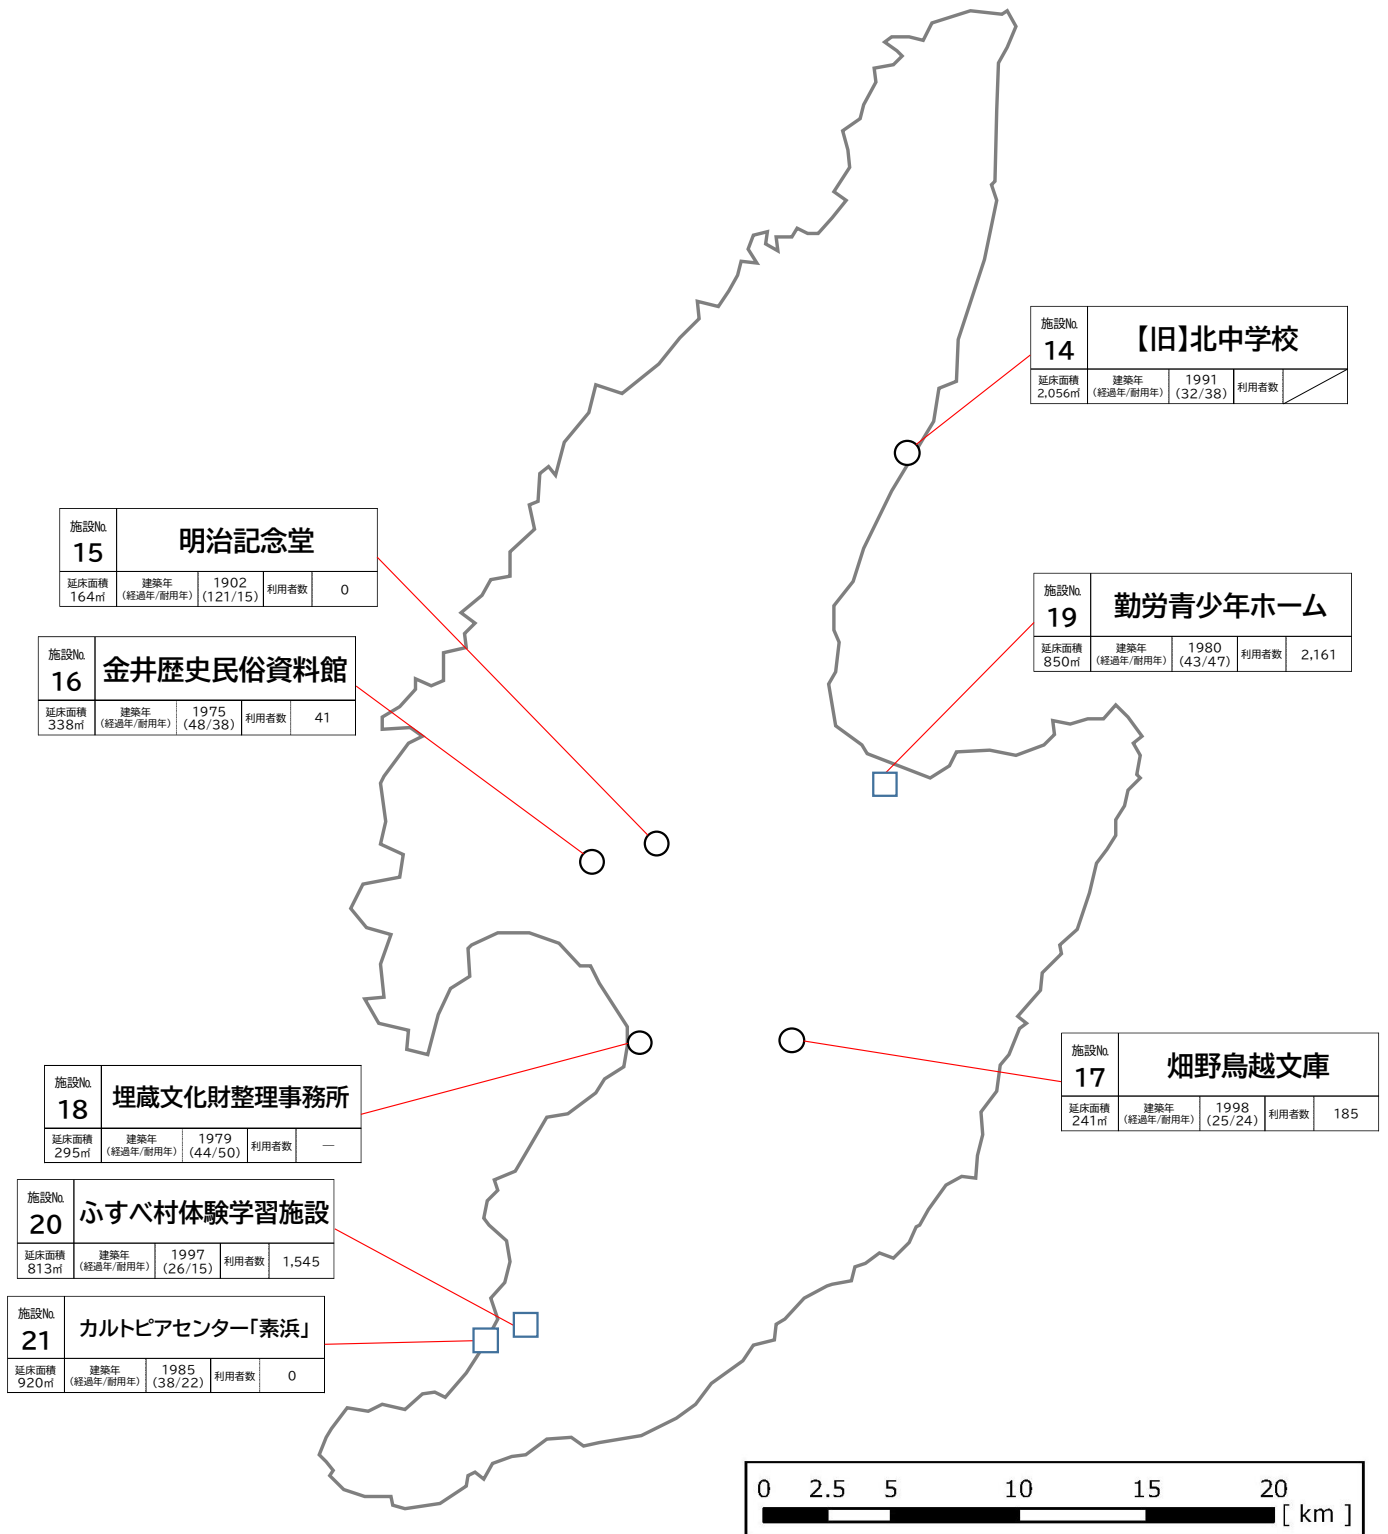 施設No.
14
【旧】北中学校
延床面積
2,056㎡
建築年
(経過年/耐用年)
1991
(32/38)
利用者数
施設No.
15
明治記念堂
延床面積
164㎡
建築年
(経過年/耐用年)
1902
(121/15)
利用者数
0
施設No.
19
勤労青少年ホーム
延床面積
850㎡
建築年
(経過年/耐用年)
1980
(43/47)
利用者数
2,161
施設No.
16
金井歴史民俗資料館
延床面積
338㎡
建築年
(経過年/耐用年)
1975
(48/38)
利用者数
41
施設No.
17
畑野鳥越文庫
延床面積
241㎡
建築年
(経過年/耐用年)
1998
(25/24)
利用者数
185
施設No.
18
埋蔵文化財整理事務所
延床面積
295㎡
建築年
(経過年/耐用年)
1979
(44/50)
利用者数
―
施設No.
20
ふすべ村体験学習施設
延床面積
813㎡
建築年
(経過年/耐用年)
1997
(26/15)
利用者数
1,545
施設No.
21
カルトピアセンター「素浜」
延床面積
920㎡
建築年
(経過年/耐用年)
1985
(38/22)
利用者数
0
0 2.5 5 10 15 20
[ km ]